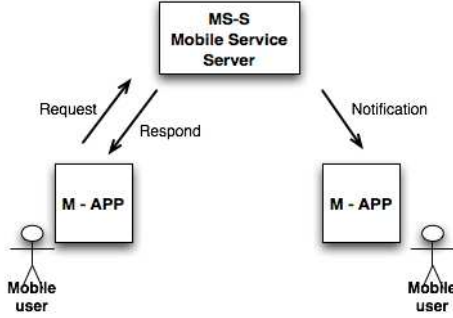 MS-S
Mobile Service
Server
Request
Respond
Notification
M - APP
M - APP
Mobile
user
Mobile
user